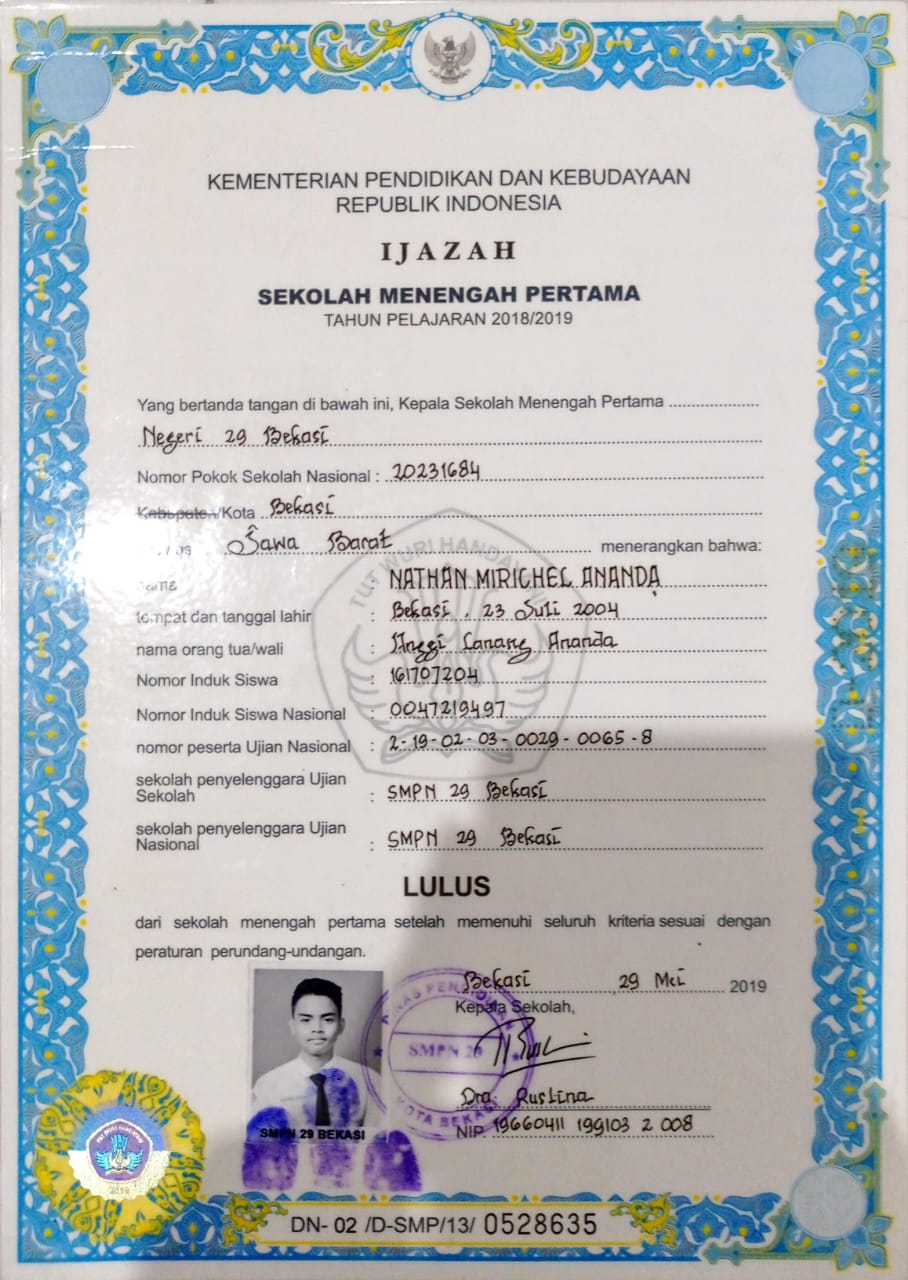 KEMENTERIAN PENDIDIKAN DAN KEBUDAYAAN
REPUBLIK INDONESIA
IJAZAH
SEKOLAH MENENGAH PERTAMA
TAHUN PELAJARAN 2018/2019
Yang bertanda tangan di bawah ini, Kepala Sekolah Menengah Pertama
Negeri 29 Bekasi
Nomor Pokok Sekolah Nasional : 20231684
Kabupaten/Kota Bekasi
Jawa Barat menerangkan bahwa:
nama : NATHAN MIRICHEL ANANDA
tempat dan tanggal lahir : Bekasi, 23 Juli 2004
nama orang tua/wali : Anggi Lanang Ananda
Nomor Induk Siswa : 161707204
Nomor Induk Siswa Nasional : 0047219497
nomor peserta Ujian Nasional : 2-19-02-03-0029-0065-8
sekolah penyelenggara Ujian
Sekolah : SMPN 29 Bekasi
sekolah penyelenggara Ujian
Nasional : SMPN 29 Bekasi
LULUS
dari sekolah menengah pertama setelah memenuhi seluruh kriteria sesuai dengan
peraturan perundang-undangan.
Bekasi 29 Mei 2019
Kepala Sekolah,
SMPN 29
KOTA BEKASI
Dra. Ruslina
NIP. 19660411 199103 2 008
SMPN 29 BEKASI
TUT WURI HANDAYANI
2019
DN- 02 /D-SMP/13/ 0528635